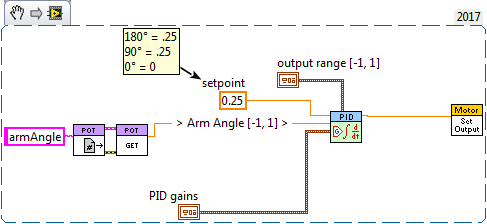 2017
180° = .25
90° = .25
0° = 0
output range [-1, 1]
setpoint
0.25
PID
Motor
Set
Output
POT
POT
GET
armAngle
> Arm Angle [-1, 1] >
d
dt
PID gains